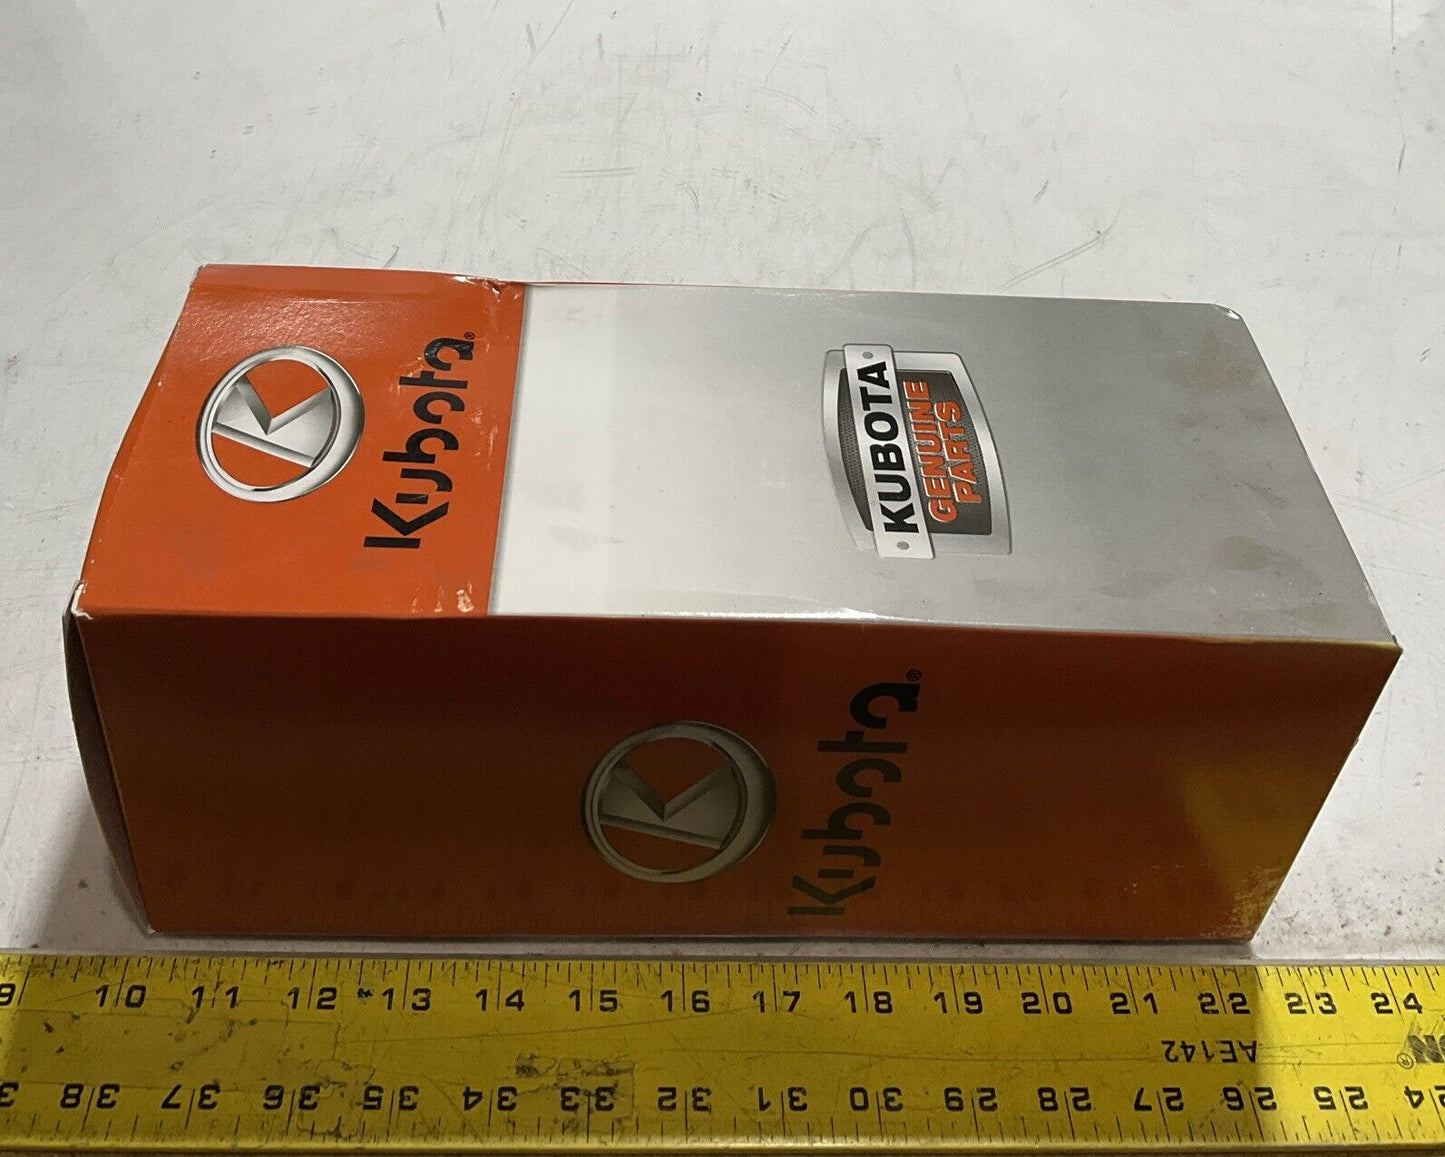 Kubota®
KUBOTA
GENUINE
PARTS
Kubota®
9 10 11 12 13 14 15 16 17 18 19 20 21 22 23 24
AE142
ON®
38 37 36 35 34 33 32 31 30 29 28 27 26 25 24